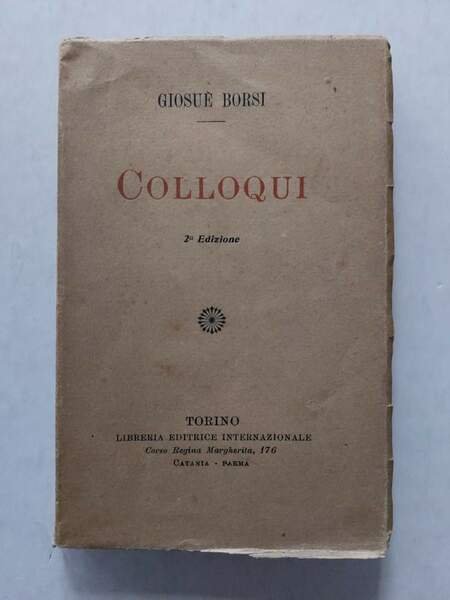 GIOSUÈ BORSI
COLLOQUI
2ª Edizione
TORINO
LIBRERIA EDITRICE INTERNAZIONALE
Corso Regina Margherita, 176
CATANIA - PARMA